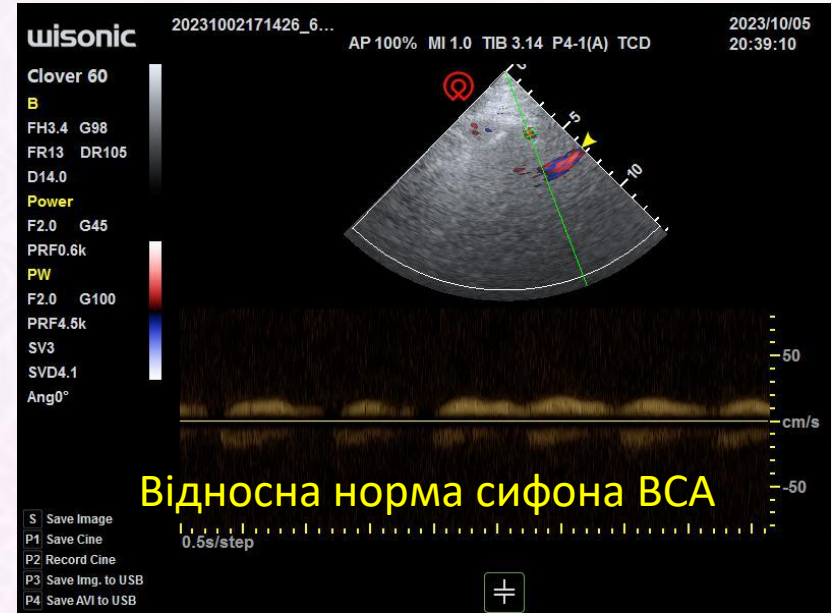 wisonic
20231002171426_6...
AP 100% MI 1.0 TIB 3.14 P4-1(A) TCD
2023/10/05
20:39:10
Clover 60
B
FH3.4 G98
FR13 DR105
D14.0
Power
F2.0 G45
PRF0.6k
PW
F2.0 G100
PRF4.5k
SV3
SVD4.1
Ang0°
0
5
10
50
cm/s
-50
Відносна норма сифона ВСА
0.5s/step
S Save Image
P1 Save Cine
P2 Record Cine
P3 Save Img. to USB
P4 Save AVI to USB